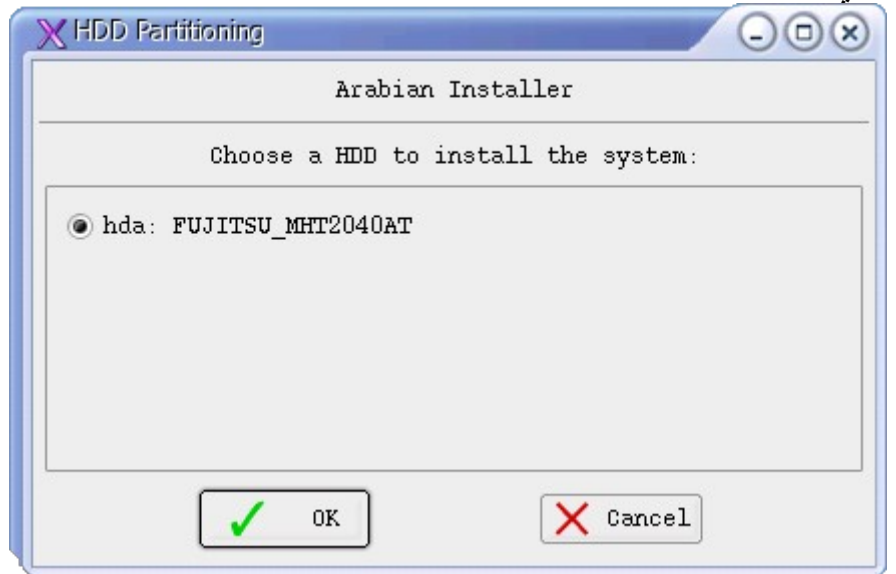 HDD Partitioning
Arabian Installer
Choose a HDD to install the system:
hda: FUJITSU_MHT2040AT
OK
Cancel